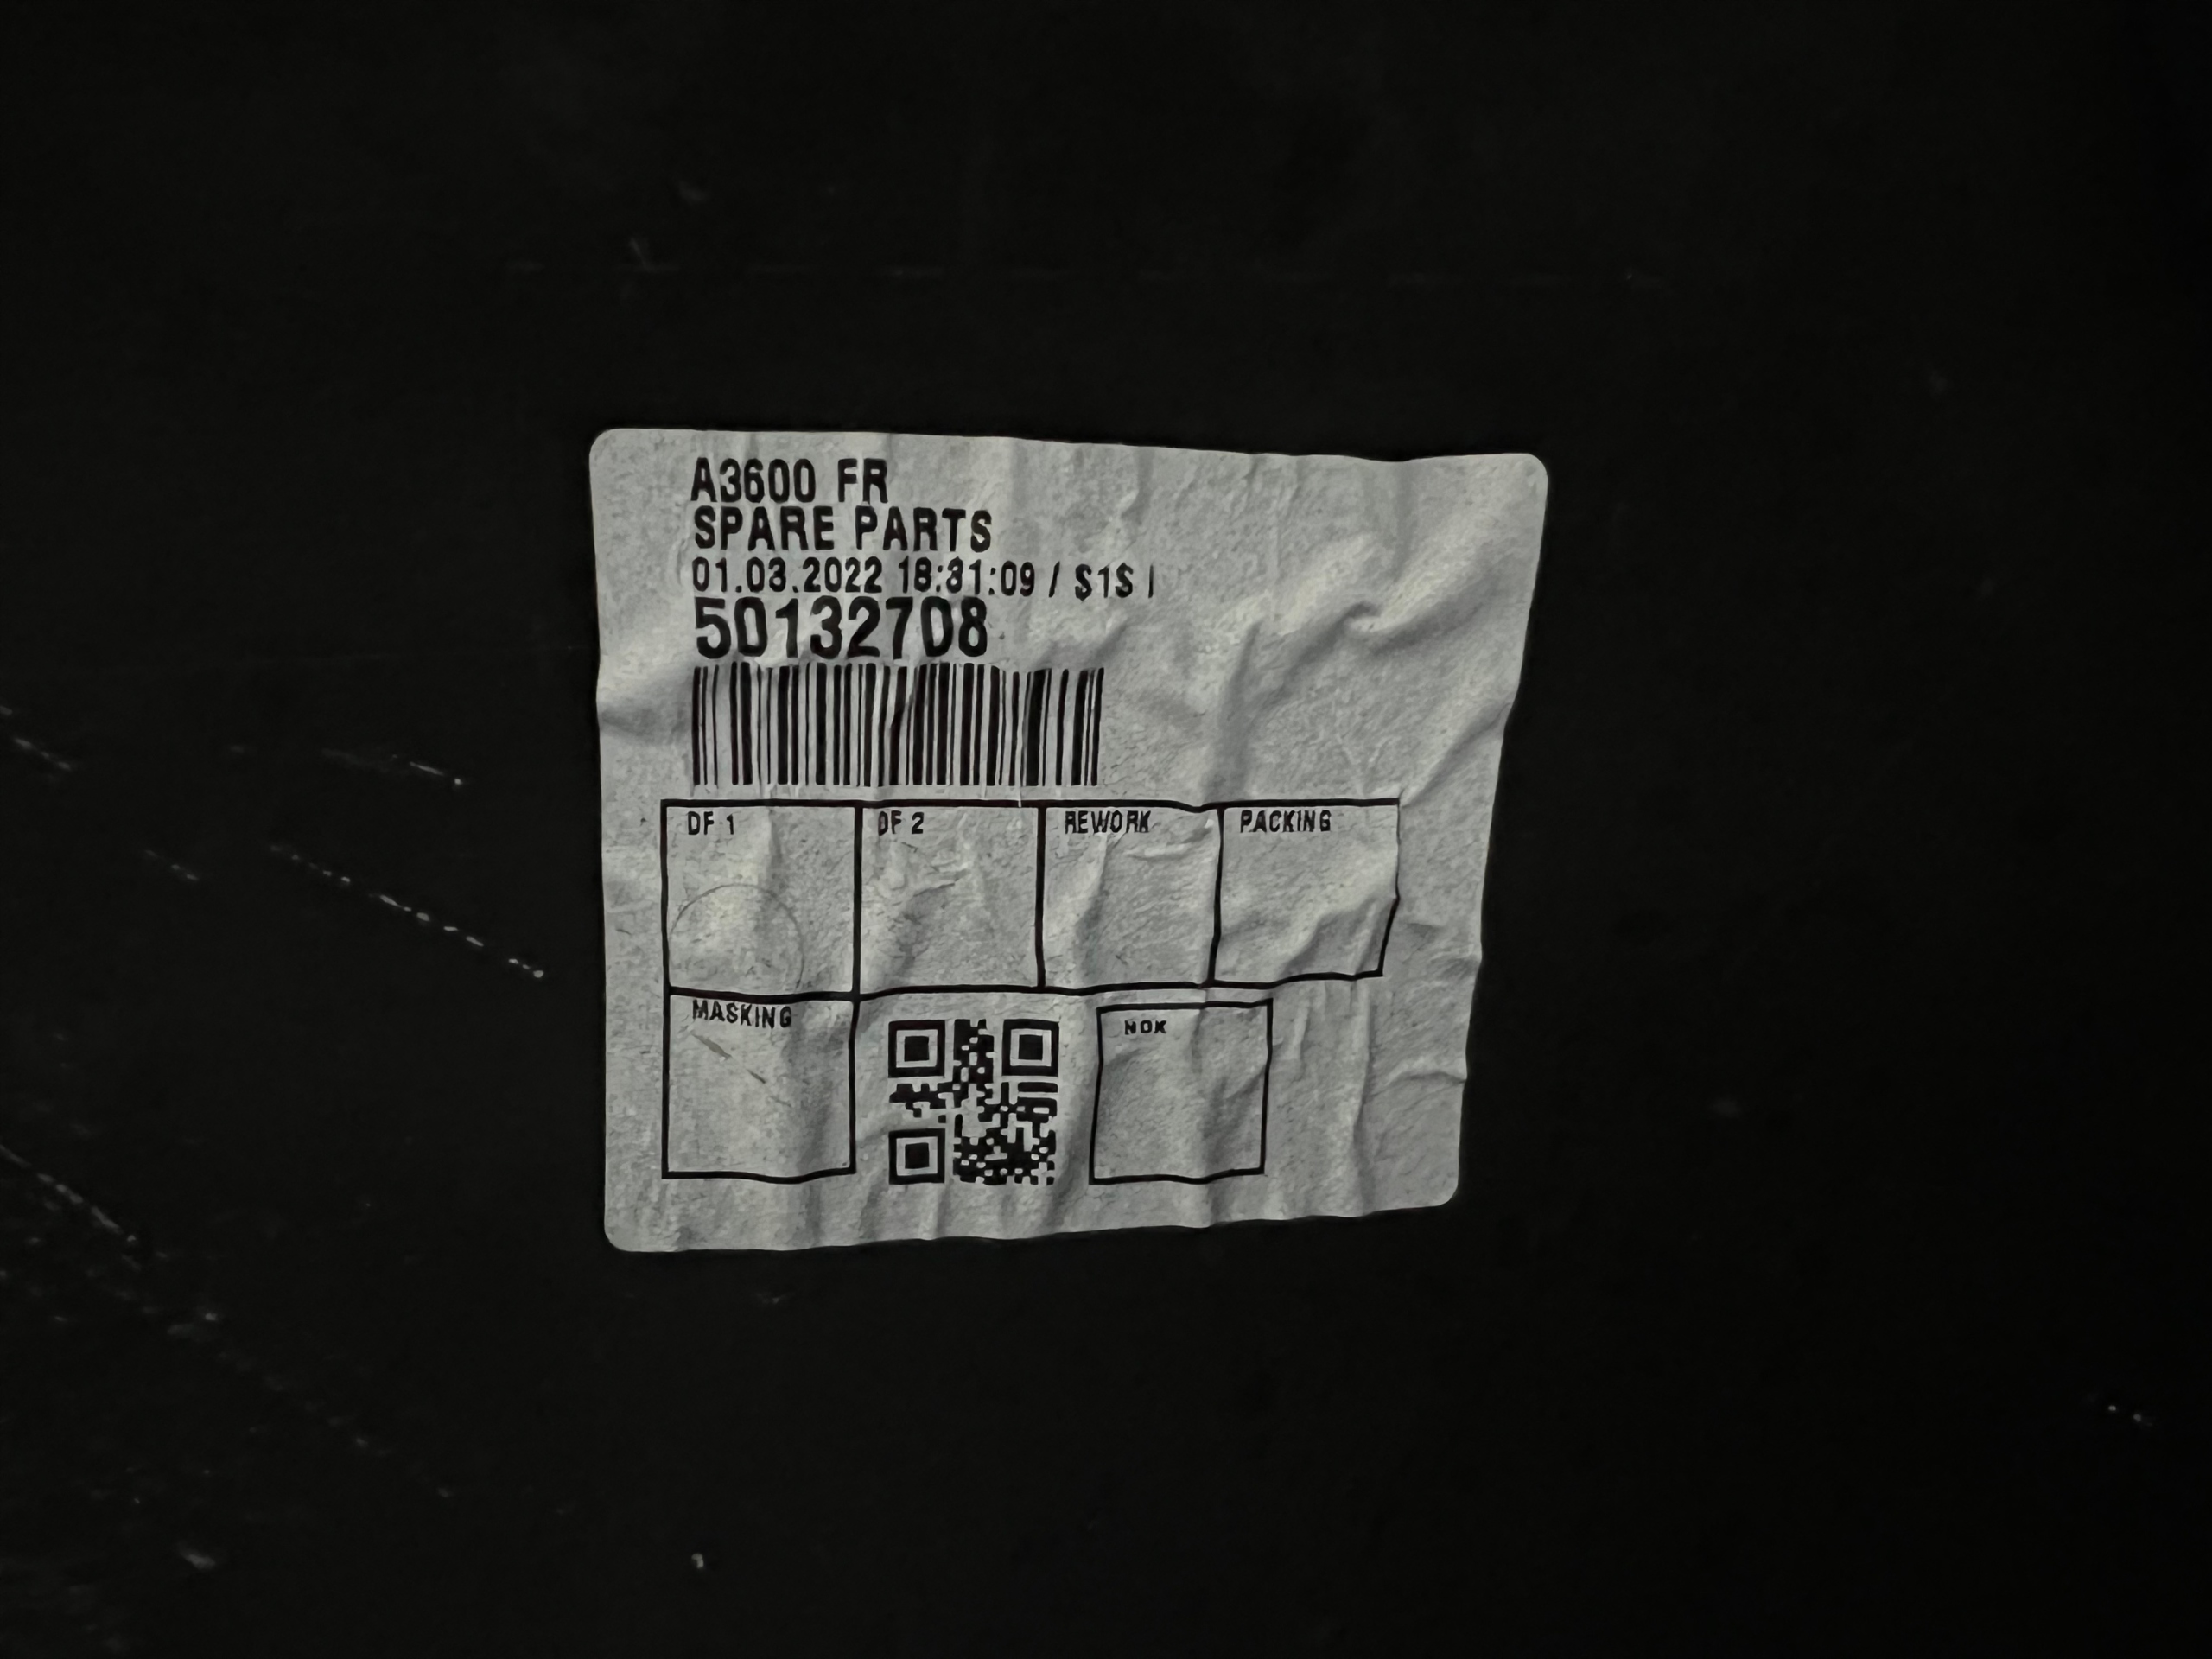 A3600 FR
SPARE PARTS
01.03.2022 18:31:09 / S1S |
50132708
DF 1
DF 2
REWORK
PACKING
MASKING
NOK